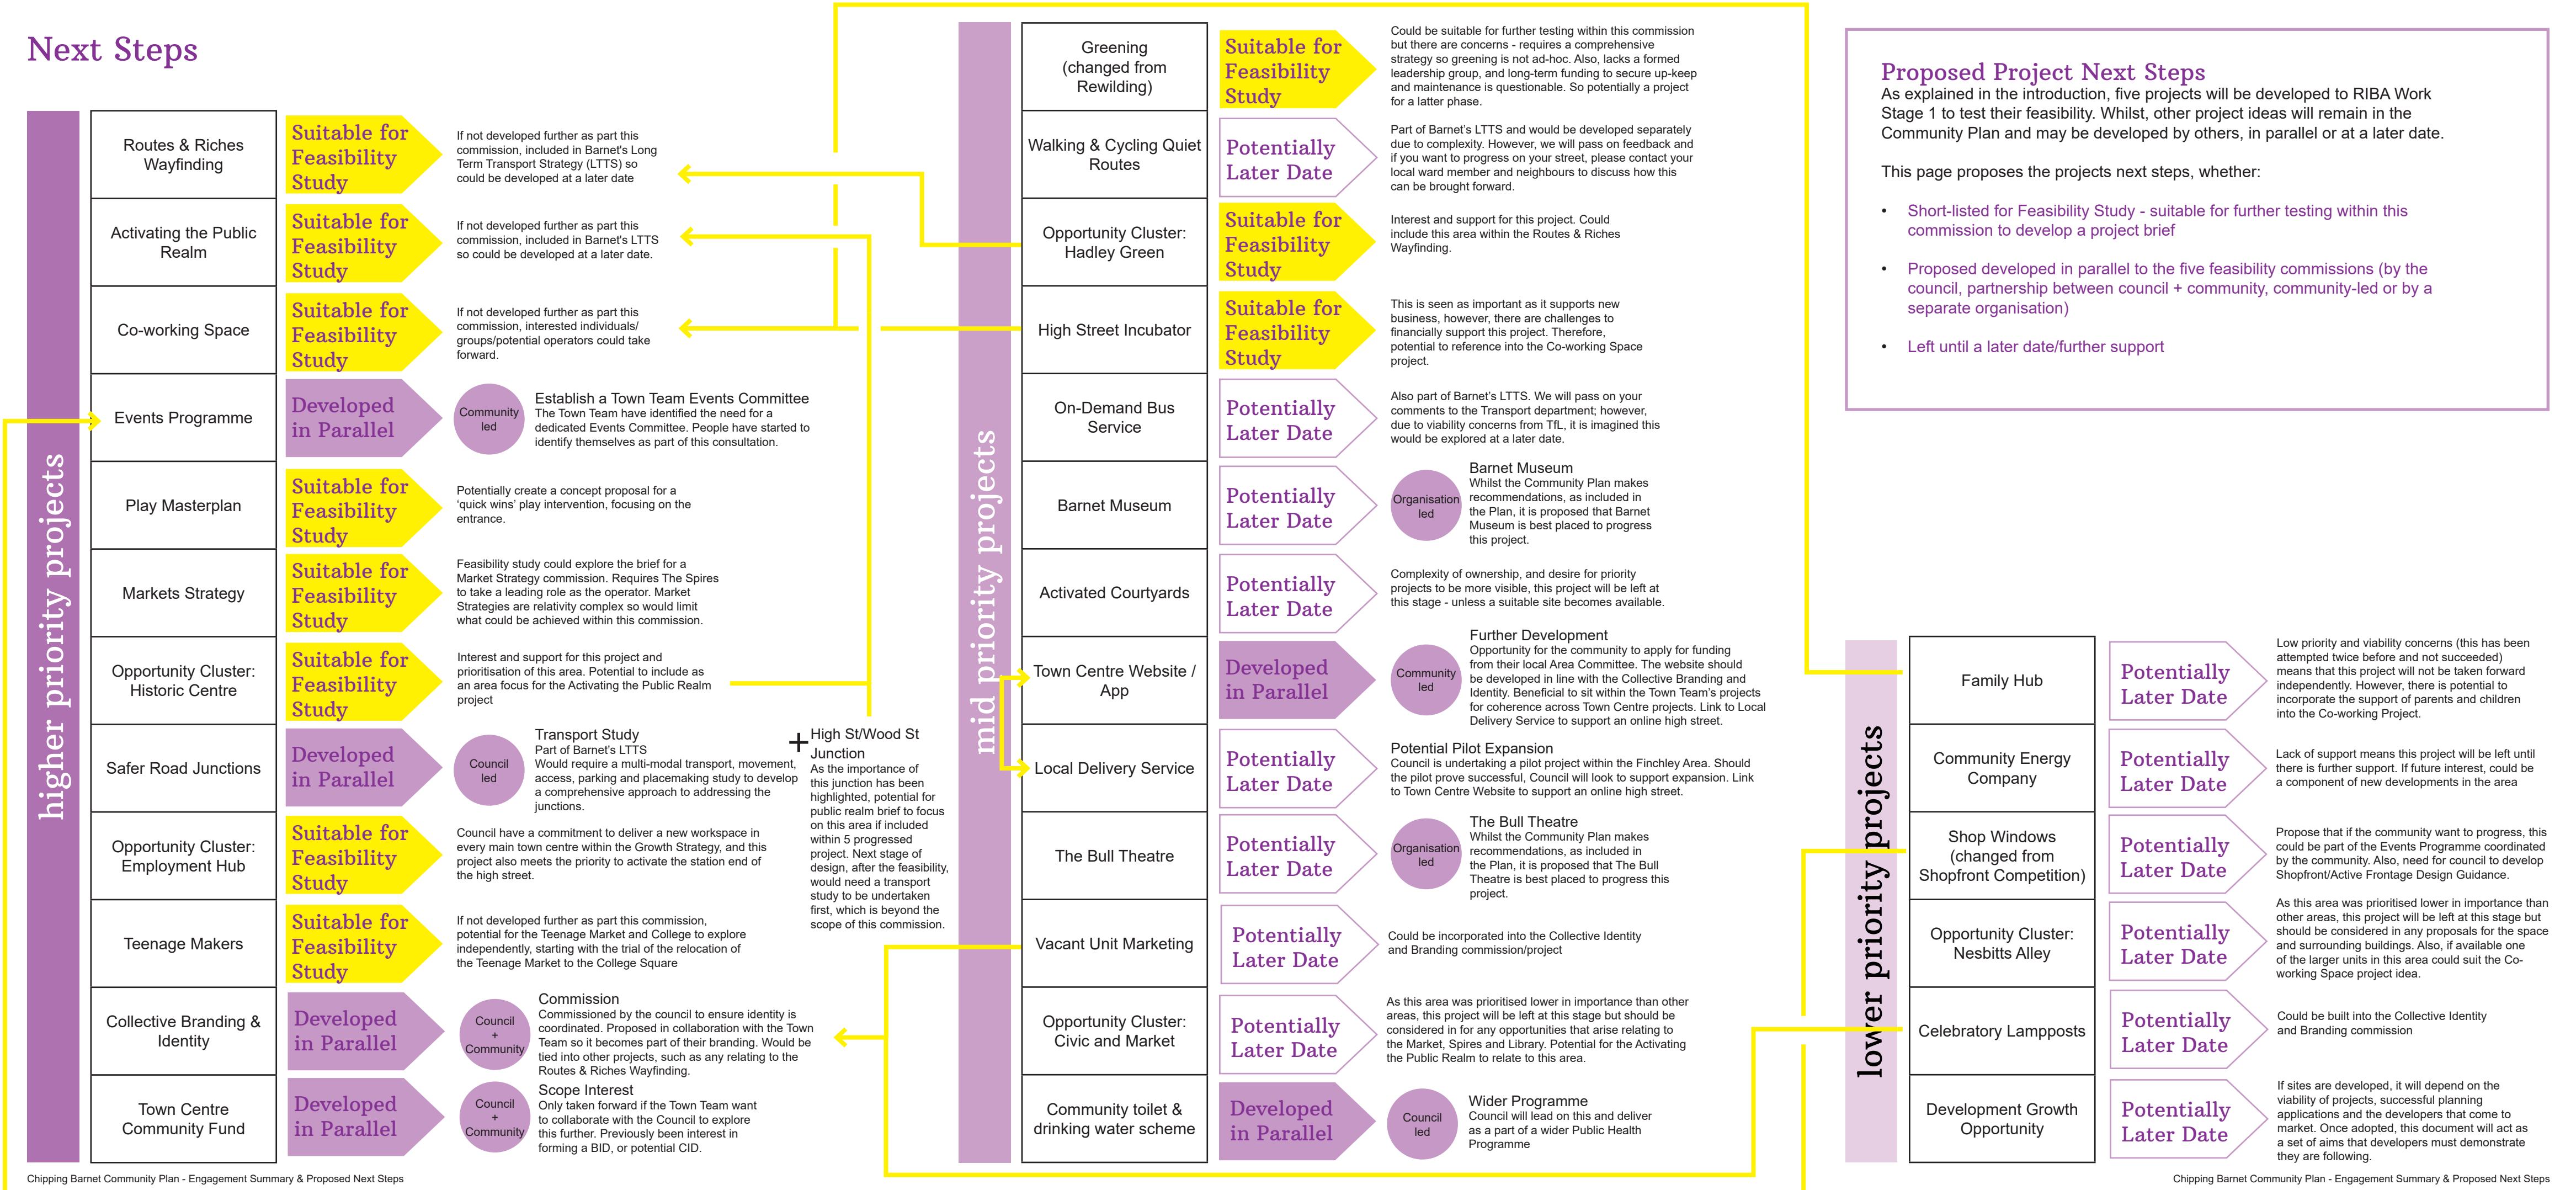 Next Steps
higher priority projects
Routes & Riches
Wayfinding
Suitable for
Feasibility
Study
If not developed further as part this
commission, included in Barnet's Long
Term Transport Strategy (LTTS) so
could be developed at a later date
Activating the Public
Realm
Suitable for
Feasibility
Study
If not developed further as part this
commission, included in Barnet's LTTS
so could be developed at a later date.
Co-working Space
Suitable for
Feasibility
Study
If not developed further as part this
commission, interested individuals/
groups/potential operators could take
forward.
Events Programme
Developed
in Parallel
Community
led
Establish a Town Team Events Committee
The Town Team have identified the need for a
dedicated Events Committee. People have started to
identify themselves as part of this consultation.
Play Masterplan
Suitable for
Feasibility
Study
Potentially create a concept proposal for a
‘quick wins’ play intervention, focusing on the
entrance.
Markets Strategy
Suitable for
Feasibility
Study
Feasibility study could explore the brief for a
Market Strategy commission. Requires The Spires
to take a leading role as the operator. Market
Strategies are relativity complex so would limit
what could be achieved within this commission.
Opportunity Cluster:
Historic Centre
Suitable for
Feasibility
Study
Interest and support for this project and
prioritisation of this area. Potential to include as
an area focus for the Activating the Public Realm
project
Safer Road Junctions
Developed
in Parallel
Council
led
Transport Study
Part of Barnet’s LTTS
Would require a multi-modal transport, movement,
access, parking and placemaking study to develop
a comprehensive approach to addressing the
junctions.
+
High St/Wood St
Junction
As the importance of
this junction has been
highlighted, potential for
public realm brief to focus
on this area if included
within 5 progressed
project. Next stage of
design, after the feasibility,
would need a transport
study to be undertaken
first, which is beyond the
scope of this commission.
Opportunity Cluster:
Employment Hub
Suitable for
Feasibility
Study
Council have a commitment to deliver a new workspace in
every main town centre within the Growth Strategy, and this
project also meets the priority to activate the station end of
the high street.
Teenage Makers
Suitable for
Feasibility
Study
If not developed further as part this commission,
potential for the Teenage Market and College to explore
independently, starting with the trial of the relocation of
the Teenage Market to the College Square
Collective Branding &
Identity
Developed
in Parallel
Council
+
Community
Commission
Commissioned by the council to ensure identity is
coordinated. Proposed in collaboration with the Town
Team so it becomes part of their branding. Would be
tied into other projects, such as any relating to the
Routes & Riches Wayfinding.
Town Centre
Community Fund
Developed
in Parallel
Council
+
Community
Scope Interest
Only taken forward if the Town Team want
to collaborate with the Council to explore
this further. Previously been interest in
forming a BID, or potential CID.
Chipping Barnet Community Plan - Engagement Summary & Proposed Next Steps
mid priority projects
Greening
(changed from
Rewilding)
Suitable for
Feasibility
Study
Could be suitable for further testing within this commission
but there are concerns - requires a comprehensive
strategy so greening is not ad-hoc. Also, lacks a formed
leadership group, and long-term funding to secure up-keep
and maintenance is questionable. So potentially a project
for a latter phase.
Walking & Cycling Quiet
Routes
Potentially
Later Date
Part of Barnet’s LTTS and would be developed separately
due to complexity. However, we will pass on feedback and
if you want to progress on your street, please contact your
local ward member and neighbours to discuss how this
can be brought forward.
Opportunity Cluster:
Hadley Green
Suitable for
Feasibility
Study
Interest and support for this project. Could
include this area within the Routes & Riches
Wayfinding.
High Street Incubator
Suitable for
Feasibility
Study
This is seen as important as it supports new
business, however, there are challenges to
financially support this project. Therefore,
potential to reference into the Co-working Space
project.
On-Demand Bus
Service
Potentially
Later Date
Also part of Barnet’s LTTS. We will pass on your
comments to the Transport department; however,
due to viability concerns from TfL, it is imagined this
would be explored at a later date.
Barnet Museum
Potentially
Later Date
Organisation
led
Barnet Museum
Whilst the Community Plan makes
recommendations, as included in
the Plan, it is proposed that Barnet
Museum is best placed to progress
this project.
Activated Courtyards
Potentially
Later Date
Complexity of ownership, and desire for priority
projects to be more visible, this project will be left at
this stage - unless a suitable site becomes available.
Town Centre Website /
App
Developed
in Parallel
Community
led
Further Development
Opportunity for the community to apply for funding
from their local Area Committee. The website should
be developed in line with the Collective Branding and
Identity. Beneficial to sit within the Town Team’s projects
for coherence across Town Centre projects. Link to Local
Delivery Service to support an online high street.
Local Delivery Service
Potentially
Later Date
Potential Pilot Expansion
Council is undertaking a pilot project within the Finchley Area. Should
the pilot prove successful, Council will look to support expansion. Link
to Town Centre Website to support an online high street.
The Bull Theatre
Potentially
Later Date
Organisation
led
The Bull Theatre
Whilst the Community Plan makes
recommendations, as included in
the Plan, it is proposed that The Bull
Theatre is best placed to progress this
project.
Vacant Unit Marketing
Potentially
Later Date
Could be incorporated into the Collective Identity
and Branding commission/project
Opportunity Cluster:
Civic and Market
Potentially
Later Date
As this area was prioritised lower in importance than other
areas, this project will be left at this stage but should be
considered in for any opportunities that arise relating to
the Market, Spires and Library. Potential for the Activating
the Public Realm to relate to this area.
Community toilet &
drinking water scheme
Developed
in Parallel
Council
led
Wider Programme
Council will lead on this and deliver
as a part of a wider Public Health
Programme
Proposed Project Next Steps
As explained in the introduction, five projects will be developed to RIBA Work
Stage 1 to test their feasibility. Whilst, other project ideas will remain in the
Community Plan and may be developed by others, in parallel or at a later date.
This page proposes the projects next steps, whether:
• Short-listed for Feasibility Study - suitable for further testing within this
commission to develop a project brief
• Proposed developed in parallel to the five feasibility commissions (by the
council, partnership between council + community, community-led or by a
separate organisation)
• Left until a later date/further support
lower priority projects
Family Hub
Potentially
Later Date
Low priority and viability concerns (this has been
attempted twice before and not succeeded)
means that this project will not be taken forward
independently. However, there is potential to
incorporate the support of parents and children
into the Co-working Project.
Community Energy
Company
Potentially
Later Date
Lack of support means this project will be left until
there is further support. If future interest, could be
a component of new developments in the area
Shop Windows
(changed from
Shopfront Competition)
Potentially
Later Date
Propose that if the community want to progress, this
could be part of the Events Programme coordinated
by the community. Also, need for council to develop
Shopfront/Active Frontage Design Guidance.
Opportunity Cluster:
Nesbitts Alley
Potentially
Later Date
As this area was prioritised lower in importance than
other areas, this project will be left at this stage but
should be considered in any proposals for the space
and surrounding buildings. Also, if available one
of the larger units in this area could suit the Co-
working Space project idea.
Celebratory Lampposts
Potentially
Later Date
Could be built into the Collective Identity
and Branding commission
Development Growth
Opportunity
Potentially
Later Date
If sites are developed, it will depend on the
viability of projects, successful planning
applications and the developers that come to
market. Once adopted, this document will act as
a set of aims that developers must demonstrate
they are following.
Chipping Barnet Community Plan - Engagement Summary & Proposed Next Steps